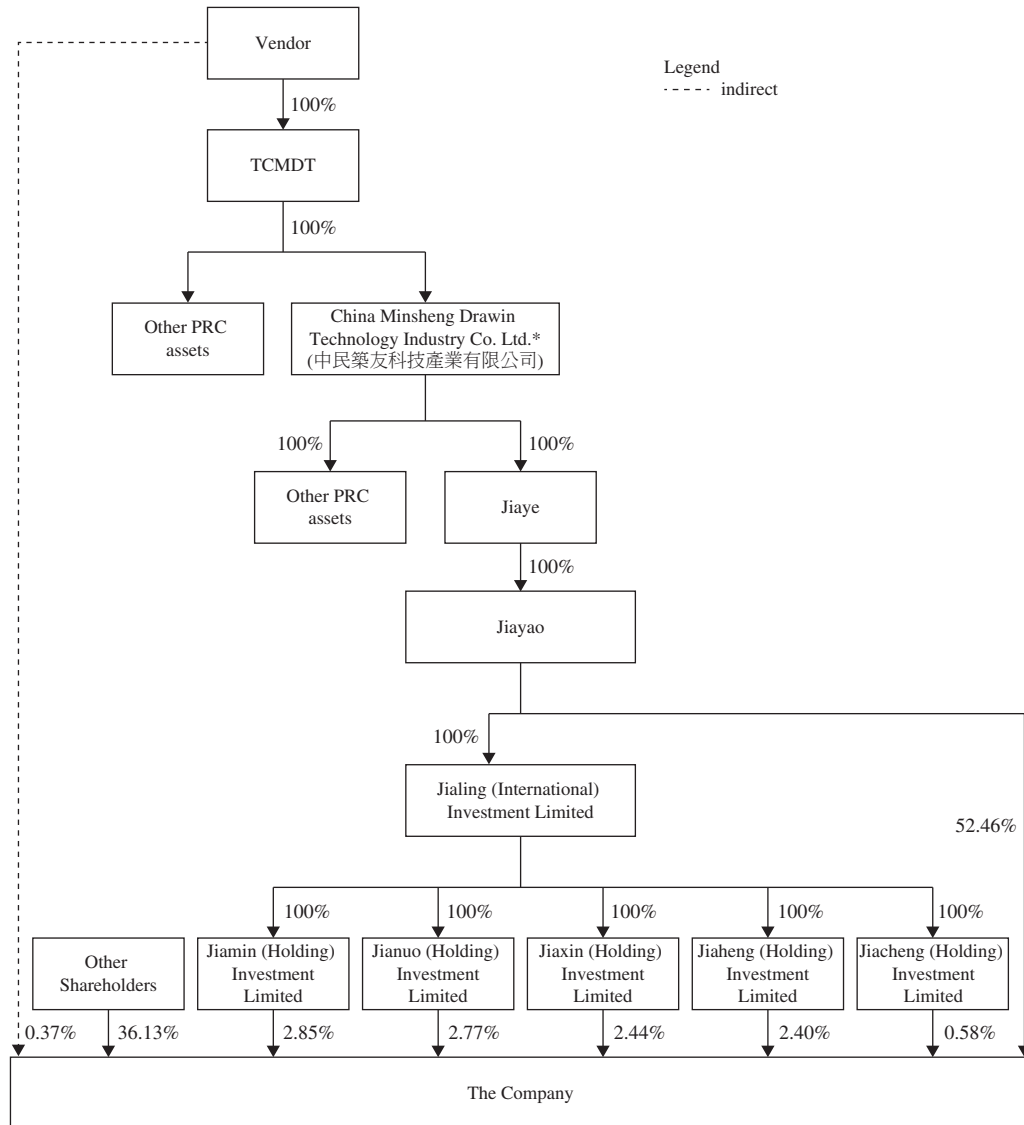 Vendor
Legend
indirect
100%
TCMDT
100%
Other PRC
assets
China Minsheng Drawin
Technology Industry Co. Ltd.*
(中民築友科技產業有限公司)
100%
100%
Other PRC
assets
Jiaye
100%
Jiayao
100%
Jialing (International)
Investment Limited
52.46%
100%
100%
100%
100%
100%
Other
Shareholders
Jiamin (Holding)
Investment
Limited
Jianuo (Holding)
Investment
Limited
Jiaxin (Holding)
Investment
Limited
Jiaheng (Holding)
Investment
Limited
Jiacheng (Holding)
Investment
Limited
0.37%
36.13%
2.85%
2.77%
2.44%
2.40%
0.58%
The Company